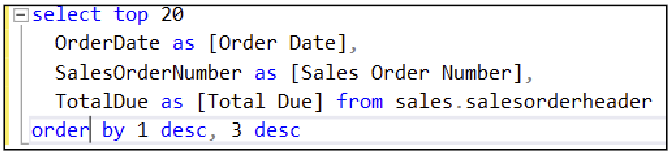 select top 20
OrderDate as [Order Date],
SalesOrderNumber as [Sales Order Number],
TotalDue as [Total Due] from sales.salesorderheader
order by 1 desc, 3 desc